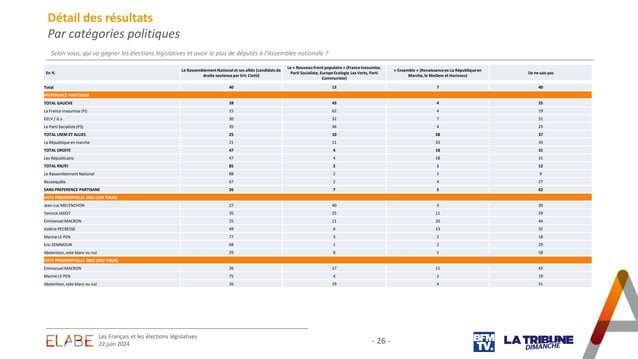 Détail des résultats
Par catégories politiques
Selon vous, qui va gagner les élections législatives et avoir le plus de députés à l'Assemblée nationale ?
En % Le Rassemblement National et ses alliés (candidats de droite soutenus par Eric Ciotti) Le « Nouveau Front populaire » (France Insoumise, Parti Socialiste, Europe Ecologie Les Verts, Parti Communiste) « Ensemble » (Renaissance ex-La République en Marche, le MoDem et Horizons) Je ne sais pas
Total 40 13 7 40
PREFERENCE PARTISANE
TOTAL GAUCHE 28 43 4 25
La France Insoumise (FI) 15 62 4 19
EELV / G.s 30 32 7 31
Le Parti Socialiste (PS) 35 36 4 25
TOTAL LREM ET ALLIES 25 10 28 37
La République en marche 21 11 33 35
TOTAL DROITE 47 4 18 31
Les Républicains 47 4 18 31
TOTAL RN/R! 85 2 1 12
Le Rassemblement National 88 2 1 9
Reconquête 67 2 4 27
SANS PREFERENCE PARTISANE 26 7 5 62
VOTE PRESIDENTIELLE 2022 (1ER TOUR)
Jean-Luc MELENCHON 27 40 3 30
Yannick JADOT 35 25 11 29
Emmanuel MACRON 25 11 20 44
Valérie PECRESSE 49 6 13 32
Marine LE PEN 77 3 2 18
Eric ZEMMOUR 68 1 2 29
Abstention, vote blanc ou nul 29 8 5 58
VOTE PRESIDENTIELLE 2022 (2ND TOUR)
Emmanuel MACRON 26 17 15 42
Marine LE PEN 75 4 2 19
Abstention, vote blanc ou nul 26 19 4 51
ELABE
Les Français et les élections législatives
22 juin 2024
- 26 -
BFM
TV.
LA TRIBUNE
DIMANCHE